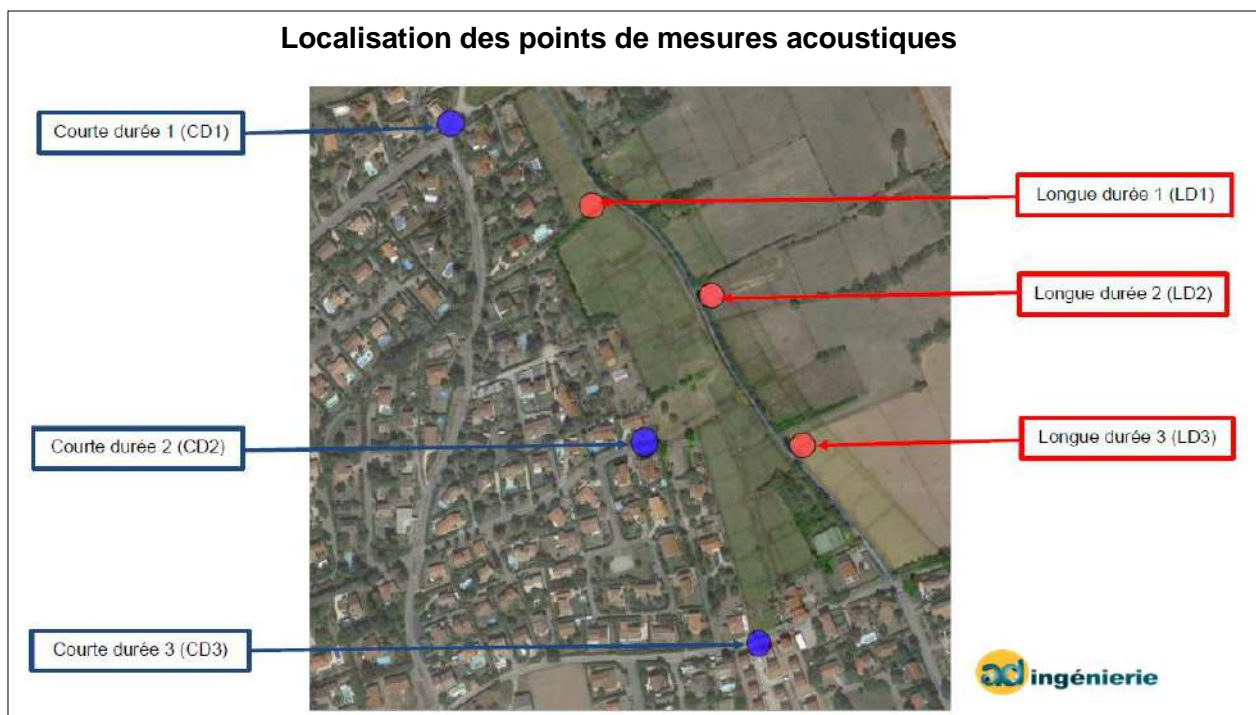 Localisation des points de mesures acoustiques
Courte durée 1 (CD1)
Longue durée 1 (LD1)
Longue durée 2 (LD2)
Courte durée 2 (CD2)
Longue durée 3 (LD3)
Courte durée 3 (CD3)
ad ingénierie